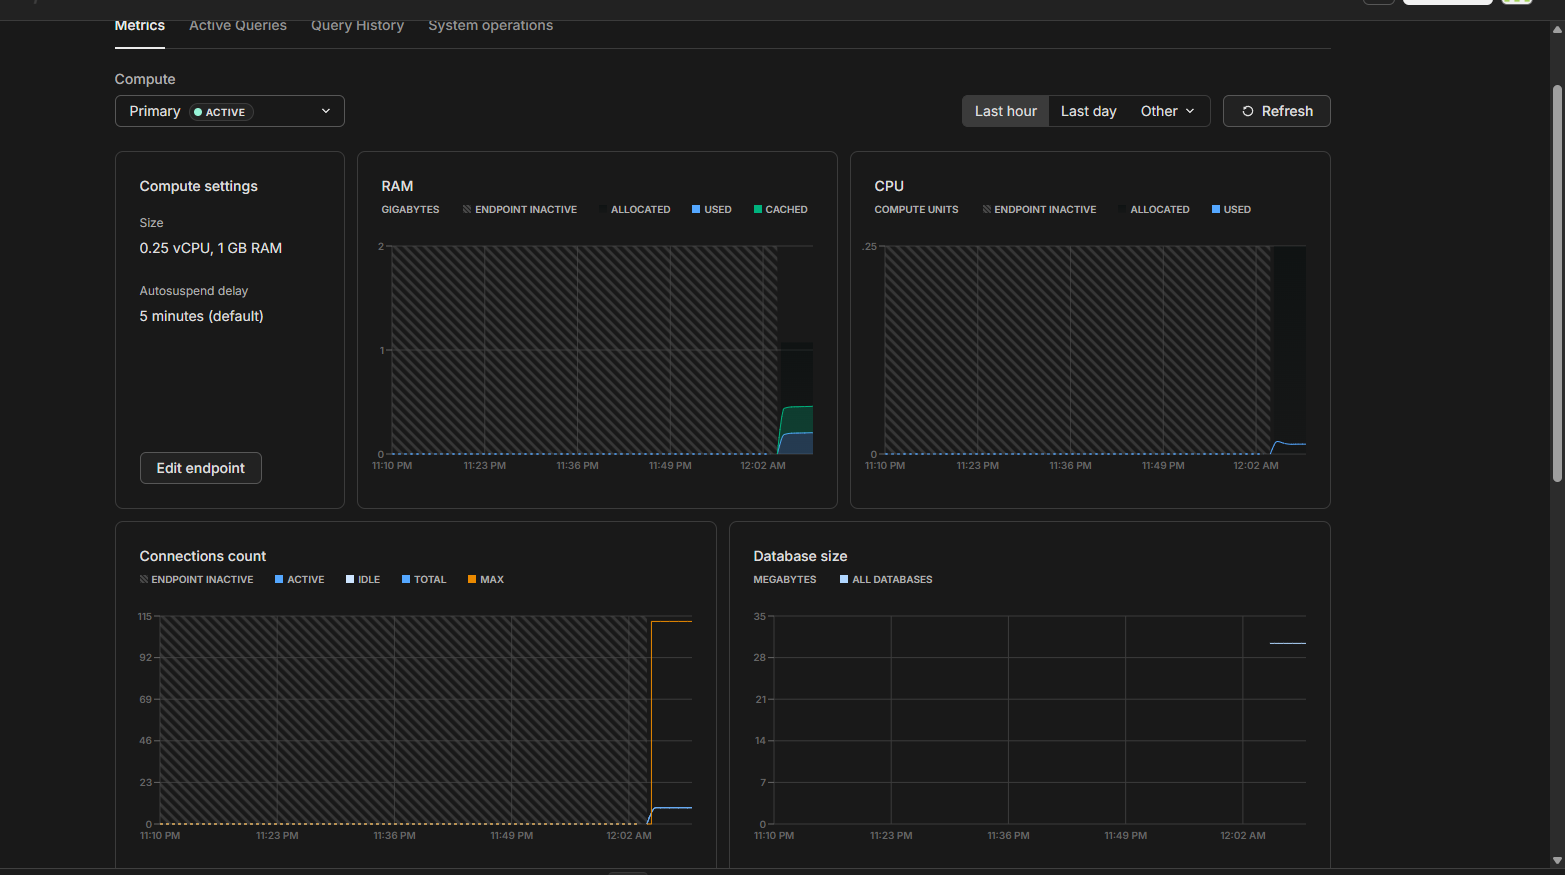 Metrics Active Queries Query History System operations
Compute
Primary ACTIVE
Last hour Last day Other Refresh
Compute settings
Size
0.25 vCPU, 1 GB RAM
Autosuspend delay
5 minutes (default)
Edit endpoint
RAM
GIGABYTES ENDPOINT INACTIVE ALLOCATED USED CACHED
2
1
0
11:10 PM 11:23 PM 11:36 PM 11:49 PM 12:02 AM
CPU
COMPUTE UNITS ENDPOINT INACTIVE ALLOCATED USED
.25
0
11:10 PM 11:23 PM 11:36 PM 11:49 PM 12:02 AM
Connections count
ENDPOINT INACTIVE ACTIVE IDLE TOTAL MAX
115
92
69
46
23
0
11:10 PM 11:23 PM 11:36 PM 11:49 PM 12:02 AM
Database size
MEGABYTES ALL DATABASES
35
28
21
14
7
0
11:10 PM 11:23 PM 11:36 PM 11:49 PM 12:02 AM